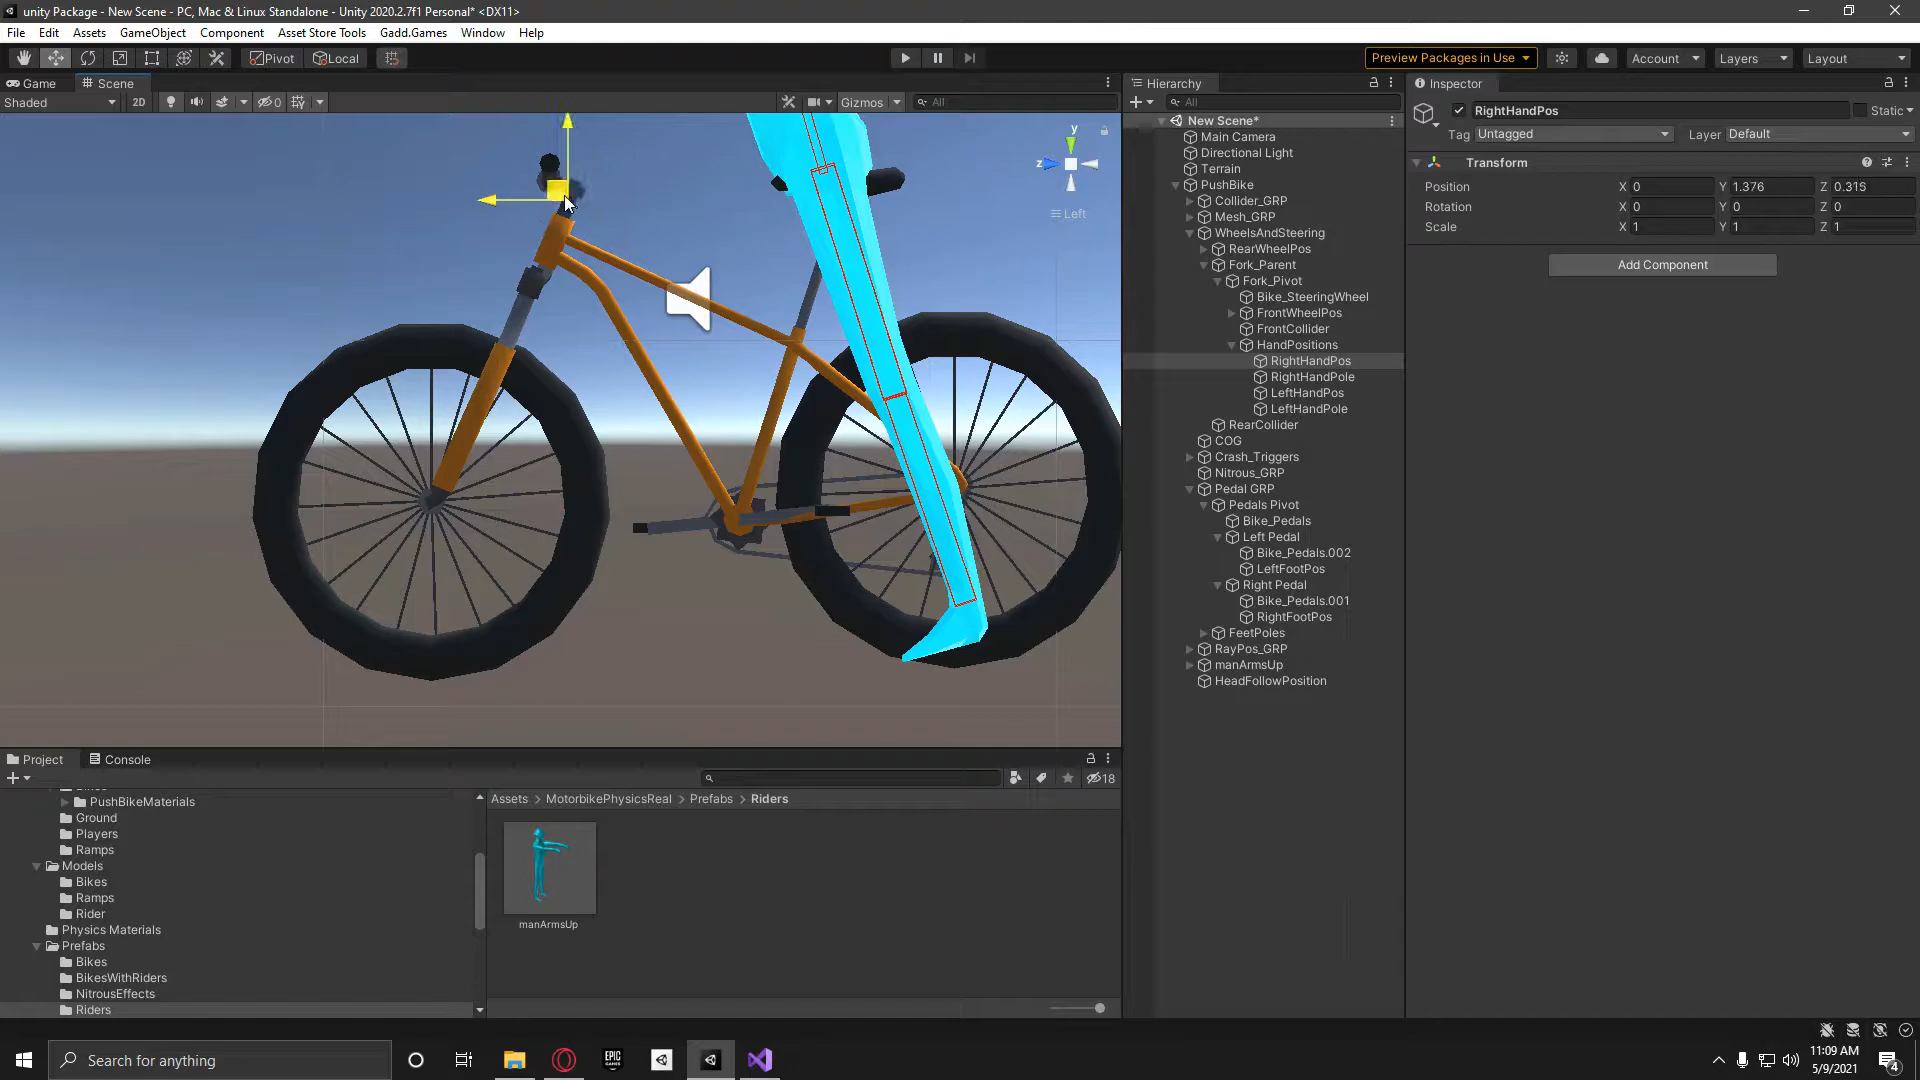 unity Package - New Scene - PC, Mac & Linux Standalone - Unity 2020.2.7f1 Personal* <DX11>
File Edit Assets GameObject Component Asset Store Tools Gadd.Games Window Help
Pivot Local Preview Packages in Use Account Layers Layout
Game Scene
Shaded 2D 0 Gizmos All
y
z
Left
Hierarchy
All
New Scene*
Main Camera
Directional Light
Terrain
PushBike
Collider_GRP
Mesh_GRP
WheelsAndSteering
RearWheelPos
Fork_Parent
Fork_Pivot
Bike_SteeringWheel
FrontWheelPos
FrontCollider
HandPositions
RightHandPos
RightHandPole
LeftHandPos
LeftHandPole
RearCollider
COG
Crash_Triggers
Nitrous_GRP
Pedal GRP
Pedals Pivot
Bike_Pedals
Left Pedal
Bike_Pedals.002
LeftFootPos
Right Pedal
Bike_Pedals.001
RightFootPos
FeetPoles
RayPos_GRP
manArmsUp
HeadFollowPosition
Inspector
RightHandPos Static
Tag Untagged Layer Default
Transform
Position X 0 Y 1.376 Z 0.315
Rotation X 0 Y 0 Z 0
Scale X 1 Y 1 Z 1
Add Component
Project Console
18
PushBikeMaterials
Ground
Players
Ramps
Models
Bikes
Ramps
Rider
Physics Materials
Prefabs
Bikes
BikesWithRiders
NitrousEffects
Riders
Assets > MotorbikePhysicsReal > Prefabs > Riders
manArmsUp
Search for anything
EPIC GAMES
11:09 AM
5/9/2021
4